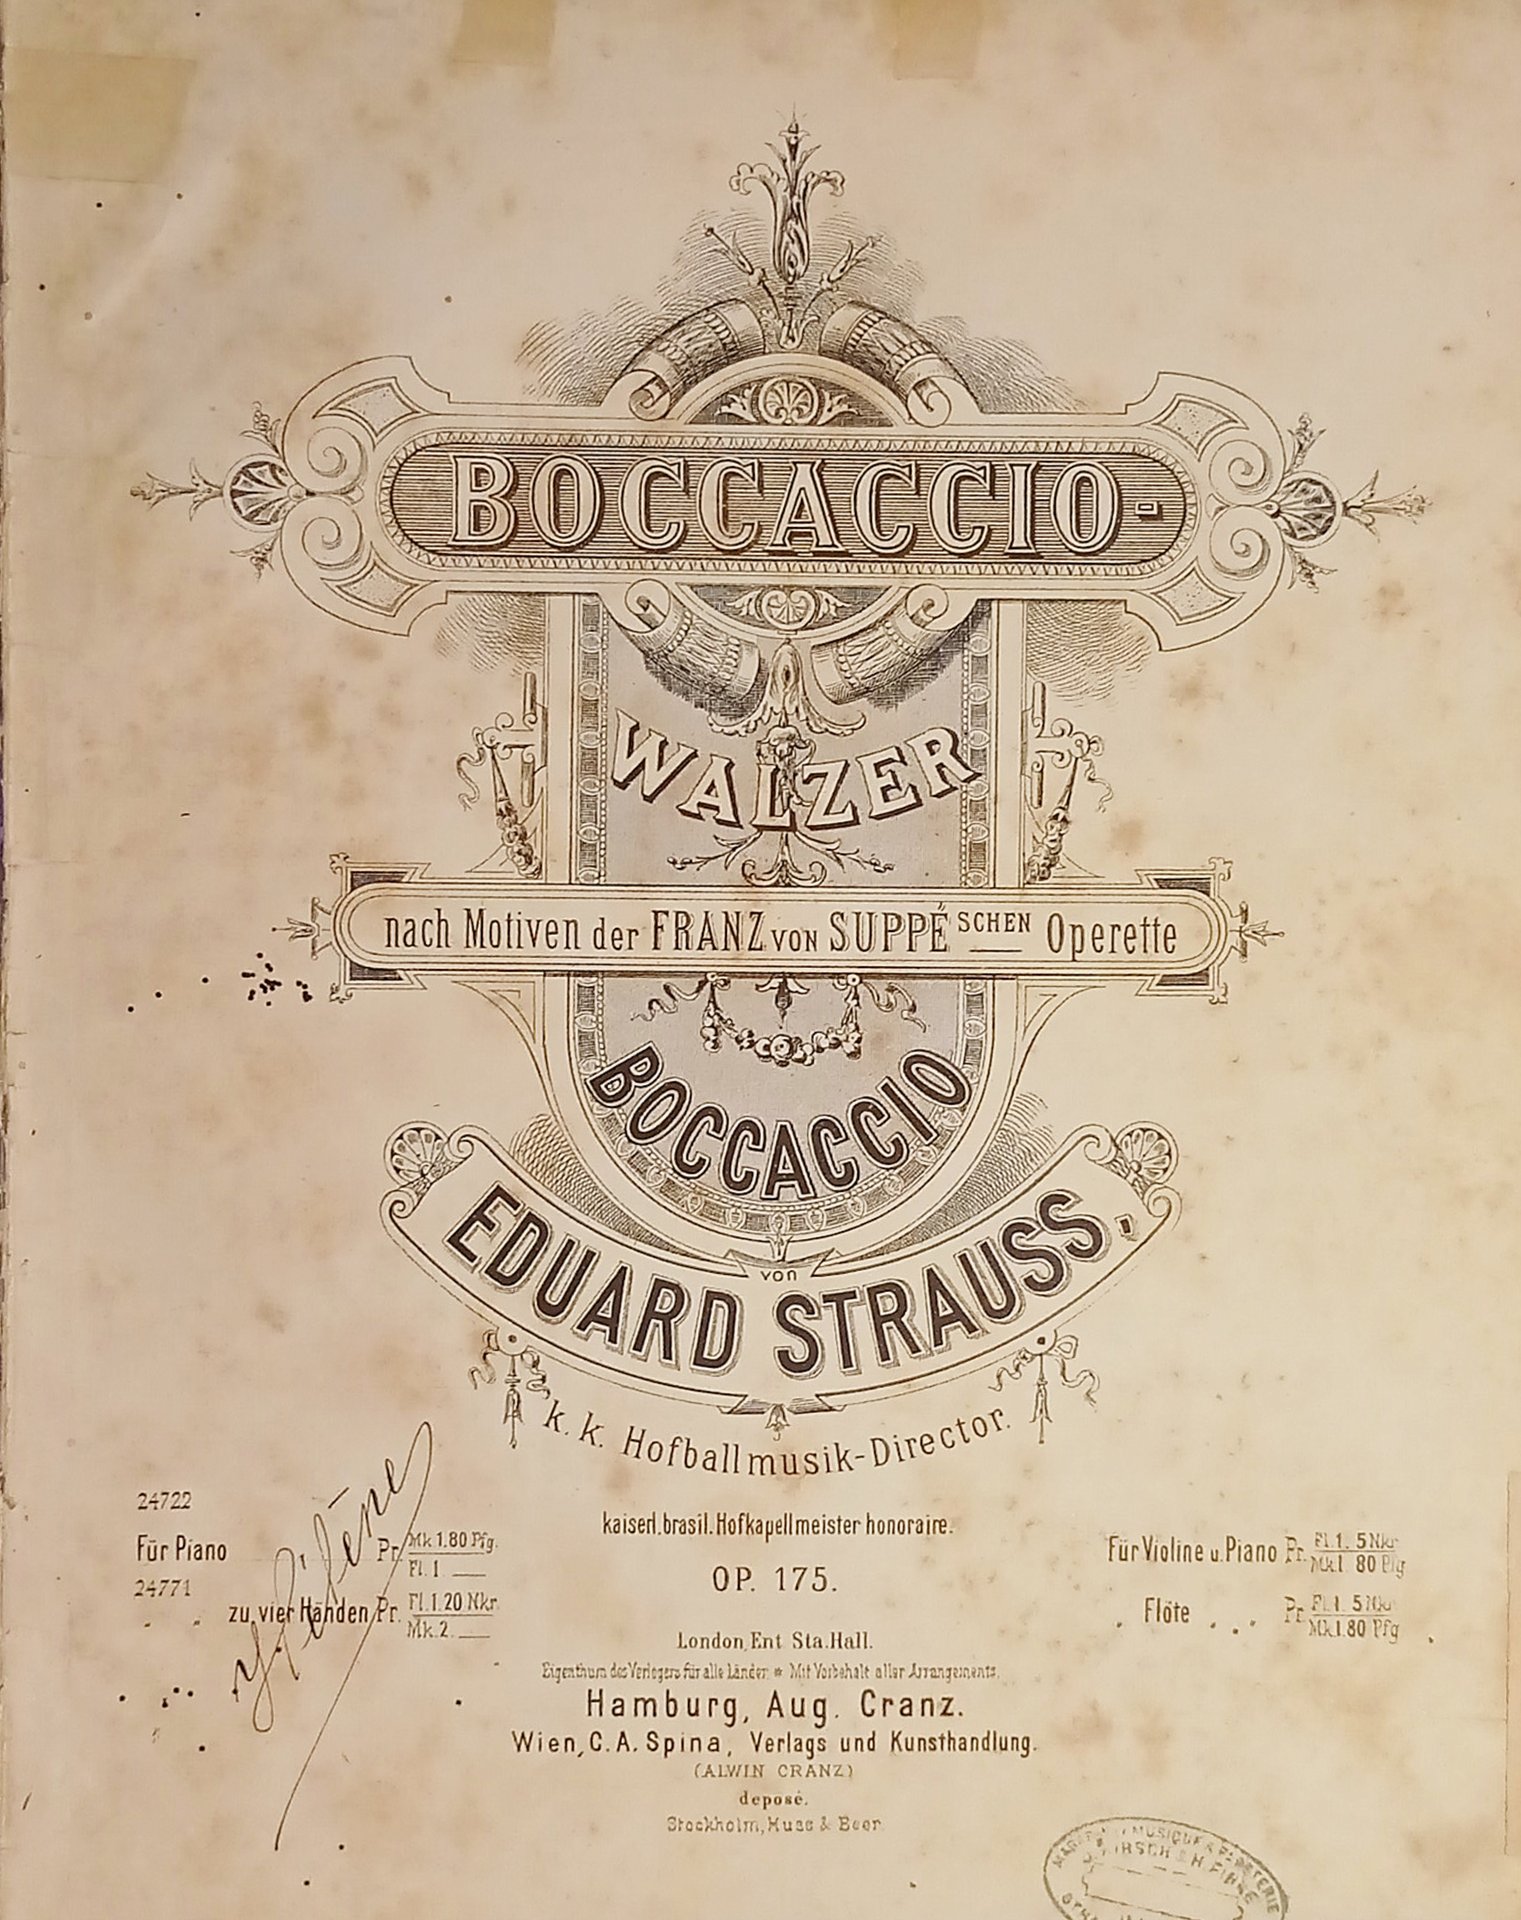 BOCCACCIO-
WALZER
nach Motiven der FRANZ VON SUPPÉ SCHEN Operette
BOCCACCIO
von
EDUARD STRAUSS.
k. k. Hofballmusik-Director.
kaiserl. brasil. Hofkapellmeister honoraire.
OP. 175.
24722
Für Piano Pr. Mk 1.80 Pfg.
Fl. 1
24771
" " zu vier Händen Pr. Fl. 1. 20 Nkr.
Mk. 2.
Für Violine u. Piano Pr. Fl. 1. 5 Nkr
Mk. 1. 80 Pfg
" Flöte " " Pr. Fl. 1. 5 Nkr
Mk. 1. 80 Pfg
London, Ent. Sta. Hall.
Eigenthum des Verlegers für alle Länder * Mit Vorbehalt aller Arrangements.
Hamburg, Aug. Cranz.
Wien, C. A. Spina, Verlags und Kunsthandlung.
(ALWIN CRANZ)
deposé.
Stockholm, Huss & Beer.
MUSIQUE & PAPETERIE